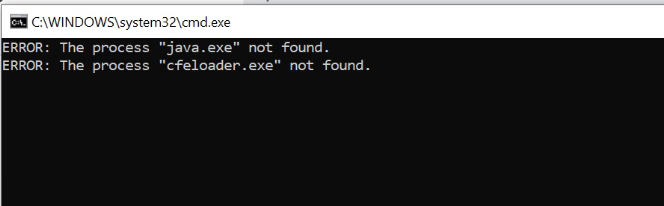 C:\WINDOWS\system32\cmd.exe
ERROR: The process "java.exe" not found.
ERROR: The process "cfeloader.exe" not found.